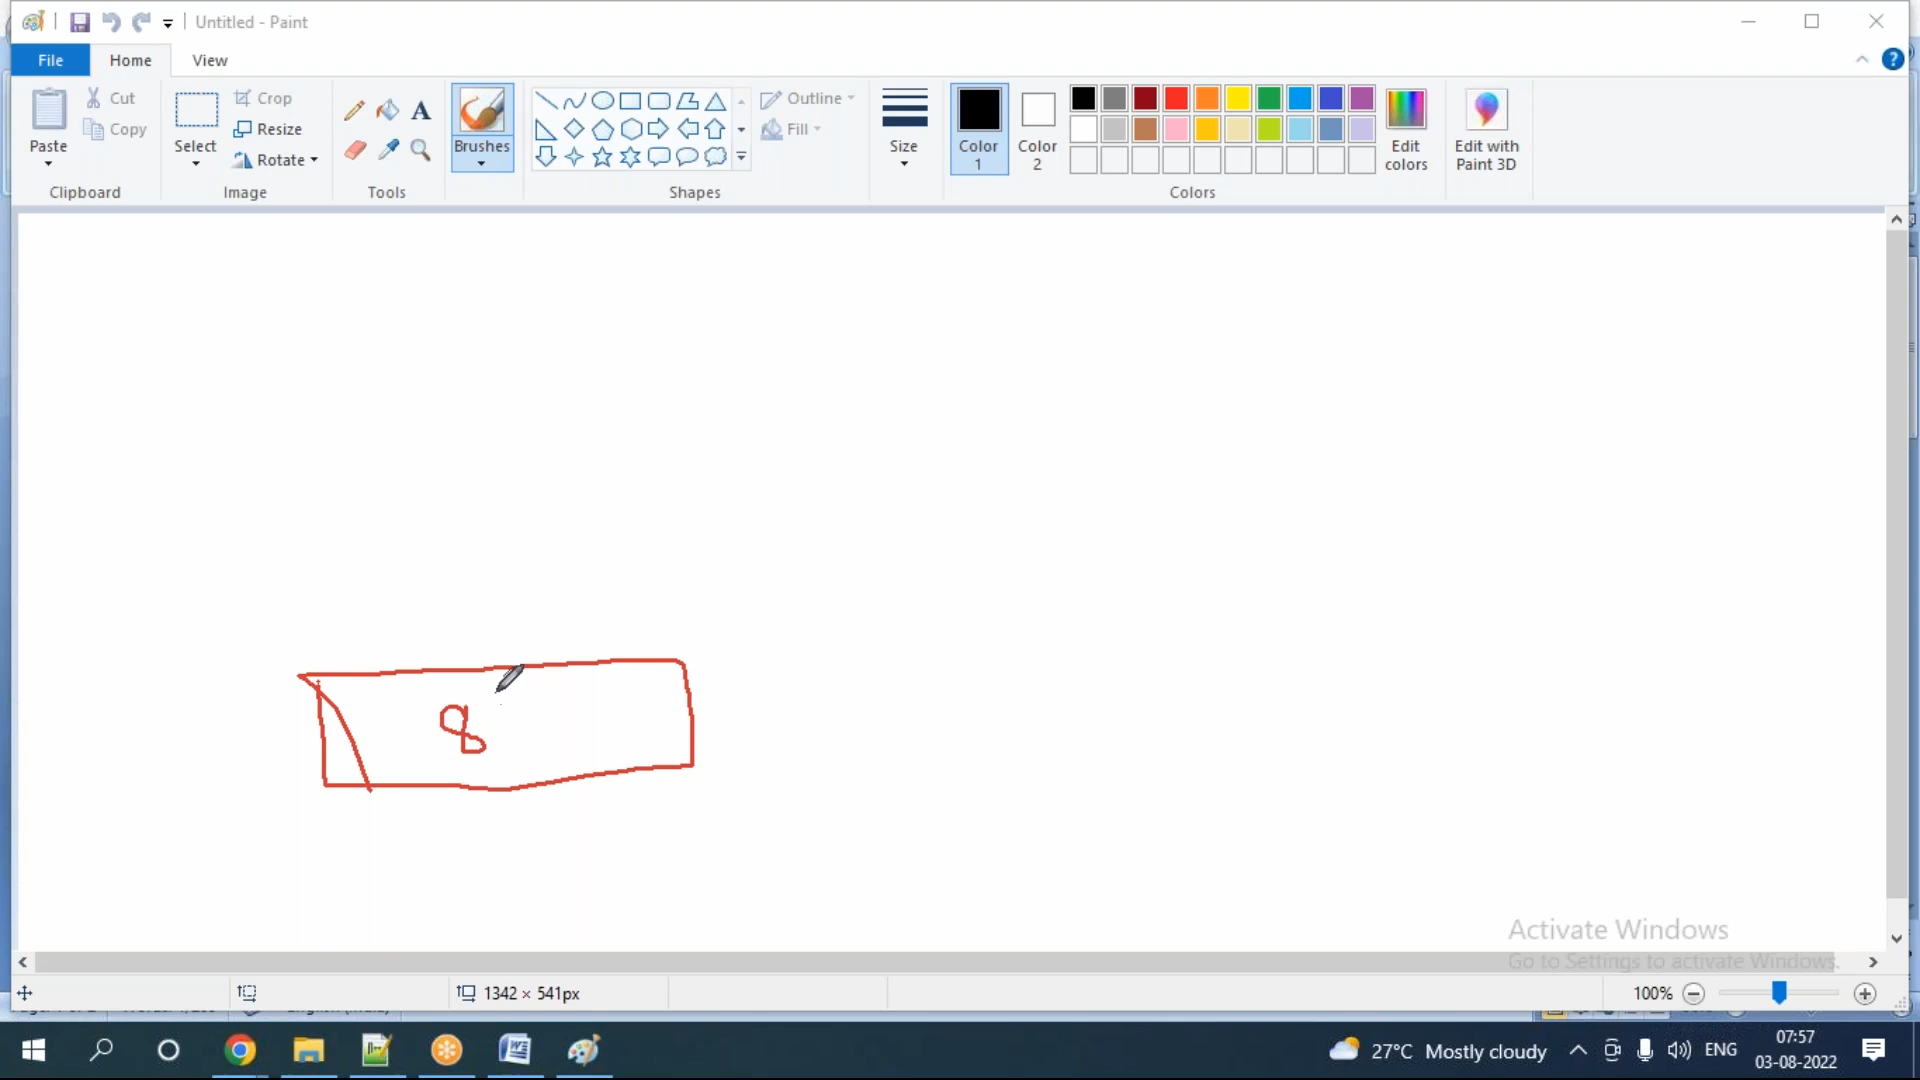 Untitled - Paint
File Home View
Paste Cut Copy Select Crop Resize Rotate Brushes Outline Fill Size Color 1 Color 2 Edit colors Edit with Paint 3D
Clipboard Image Tools Shapes Colors
8
Activate Windows
Go to Settings to activate Windows.
1342 × 541px 100%
27°C Mostly cloudy ENG 07:57
03-08-2022